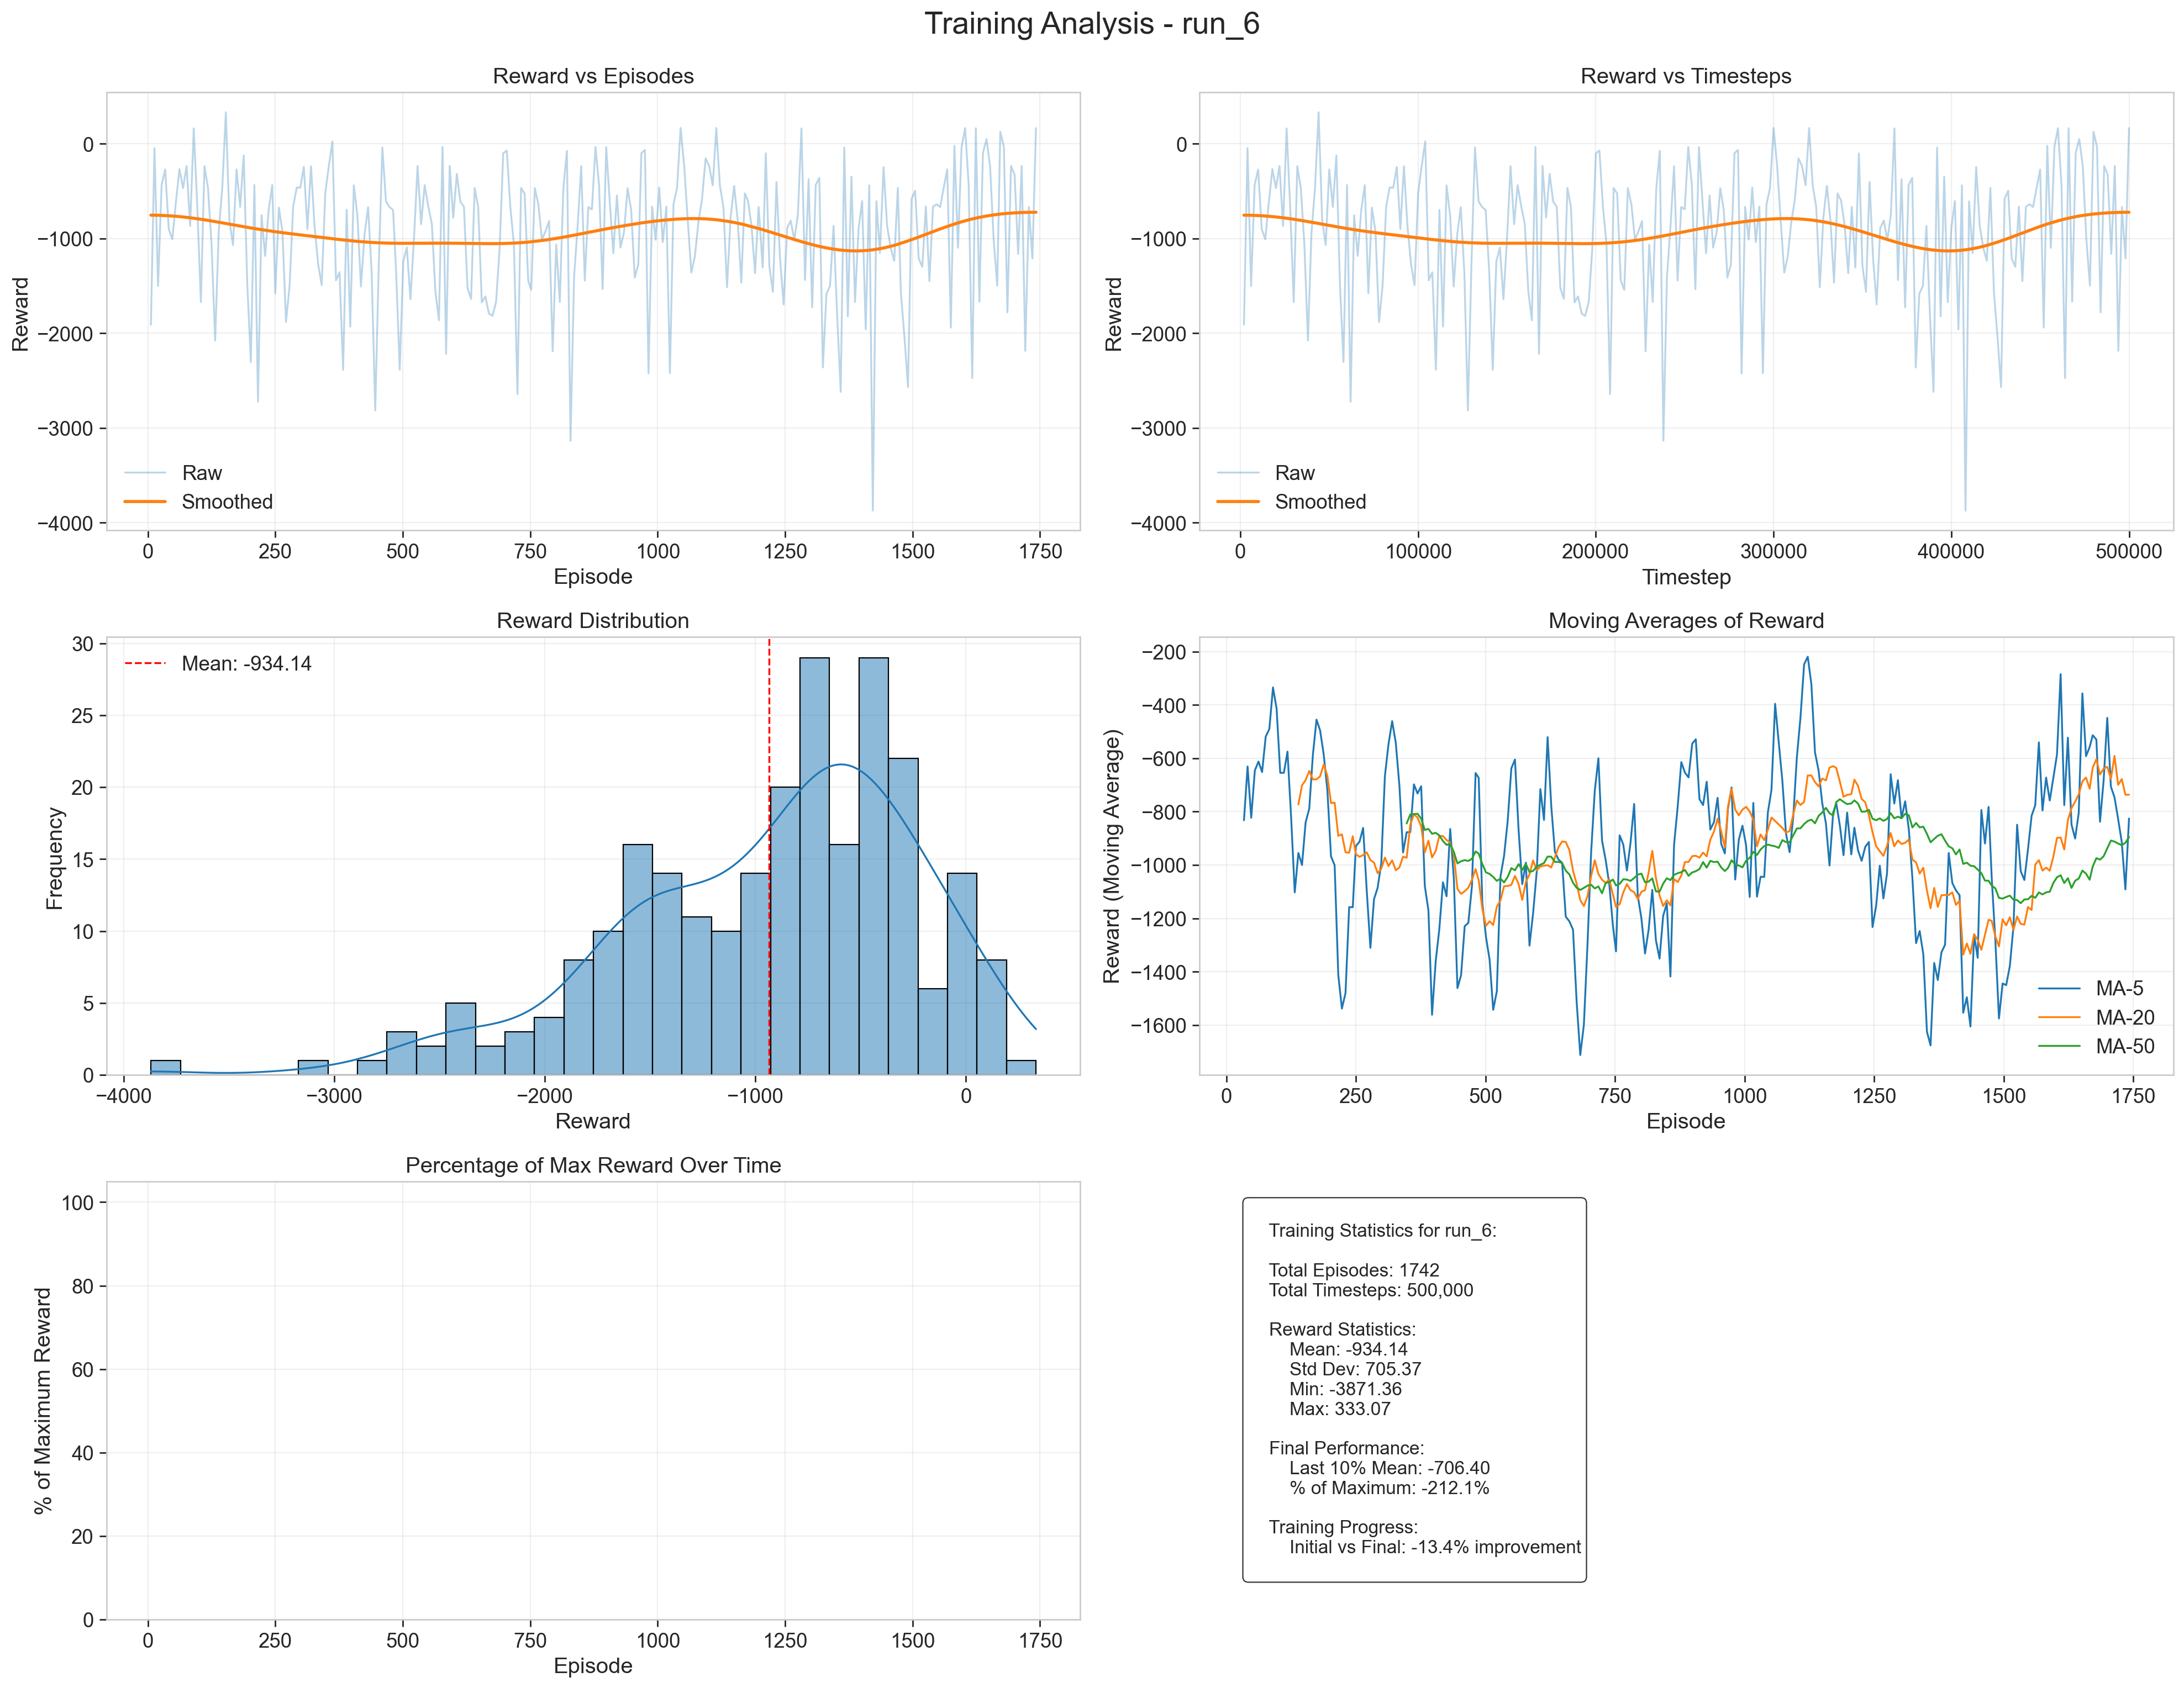 Training Analysis - run_6
Reward vs Episodes
Reward
0
−1000
−2000
−3000
−4000
Raw
Smoothed
0 250 500 750 1000 1250 1500 1750
Episode
Reward vs Timesteps
Reward
0
−1000
−2000
−3000
−4000
Raw
Smoothed
0 100000 200000 300000 400000 500000
Timestep
Reward Distribution
Frequency
30
25
20
15
10
5
0
Mean: -934.14
−4000 −3000 −2000 −1000 0
Reward
Moving Averages of Reward
Reward (Moving Average)
−200
−400
−600
−800
−1000
−1200
−1400
−1600
MA-5
MA-20
MA-50
0 250 500 750 1000 1250 1500 1750
Episode
Percentage of Max Reward Over Time
% of Maximum Reward
100
80
60
40
20
0
0 250 500 750 1000 1250 1500 1750
Episode
Training Statistics for run_6:
Total Episodes: 1742
Total Timesteps: 500,000
Reward Statistics:
Mean: -934.14
Std Dev: 705.37
Min: -3871.36
Max: 333.07
Final Performance:
Last 10% Mean: -706.40
% of Maximum: -212.1%
Training Progress:
Initial vs Final: -13.4% improvement